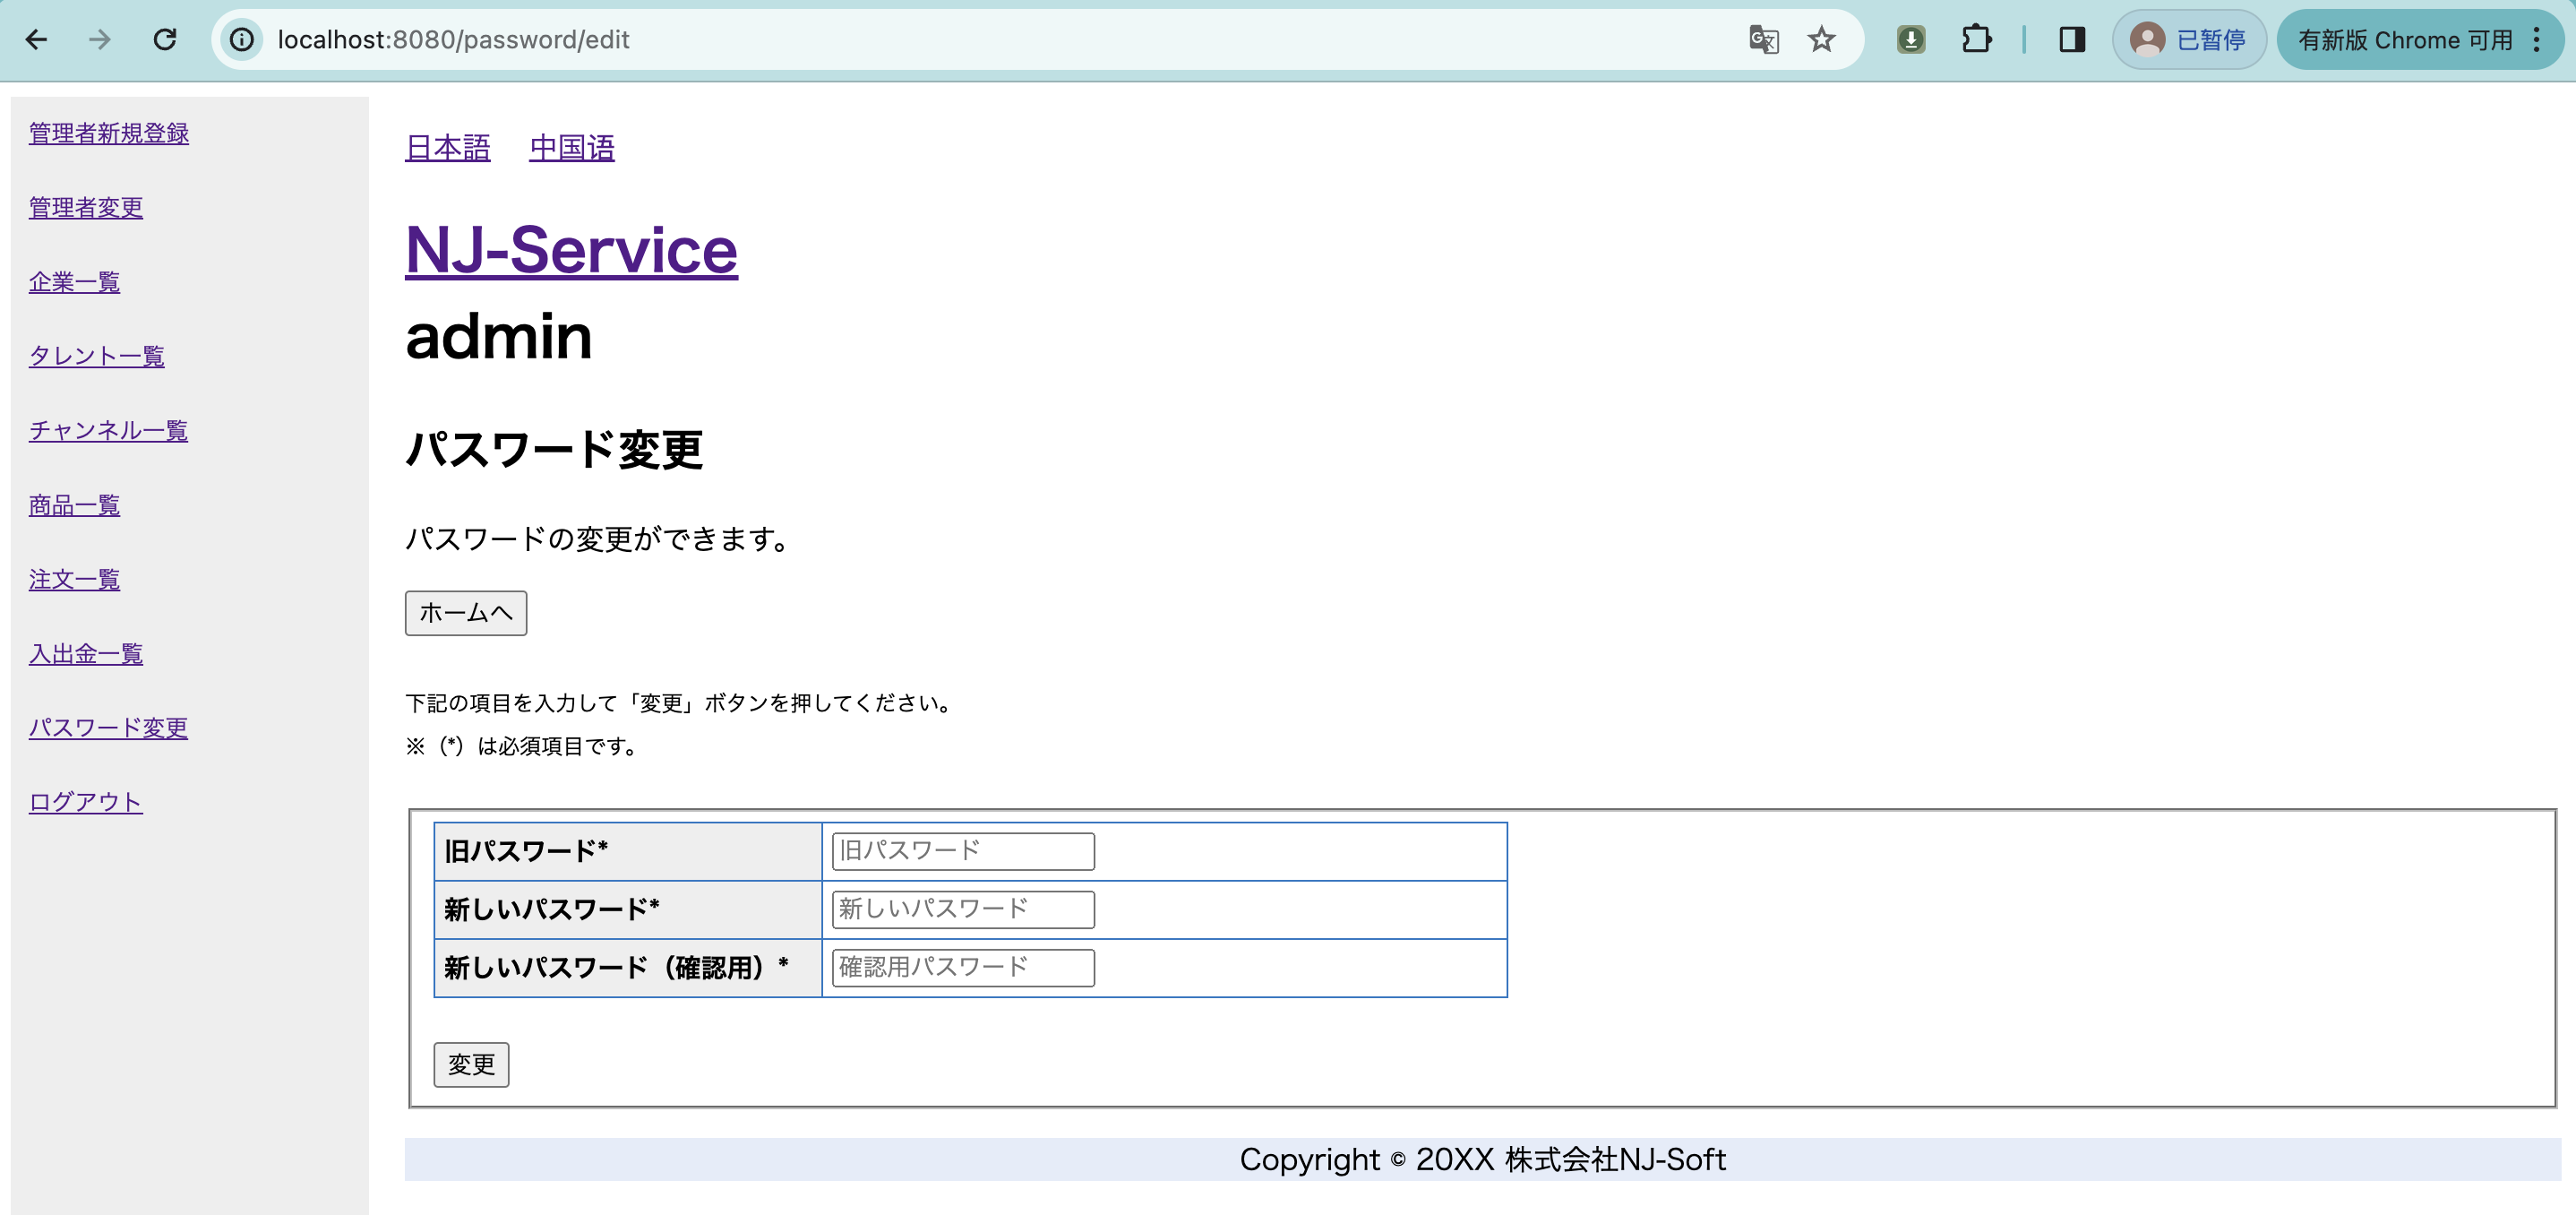 localhost:8080/password/edit
已暂停
有新版 Chrome 可用
管理者新規登録
管理者変更
企業一覧
タレント一覧
チャンネル一覧
商品一覧
注文一覧
入出金一覧
パスワード変更
ログアウト
日本語 中国语
NJ-Service
admin
パスワード変更
パスワードの変更ができます。
ホームへ
下記の項目を入力して「変更」ボタンを押してください。
※（*）は必須項目です。
旧パスワード* 旧パスワード
新しいパスワード* 新しいパスワード
新しいパスワード（確認用）* 確認用パスワード
変更
Copyright © 20XX 株式会社NJ-Soft